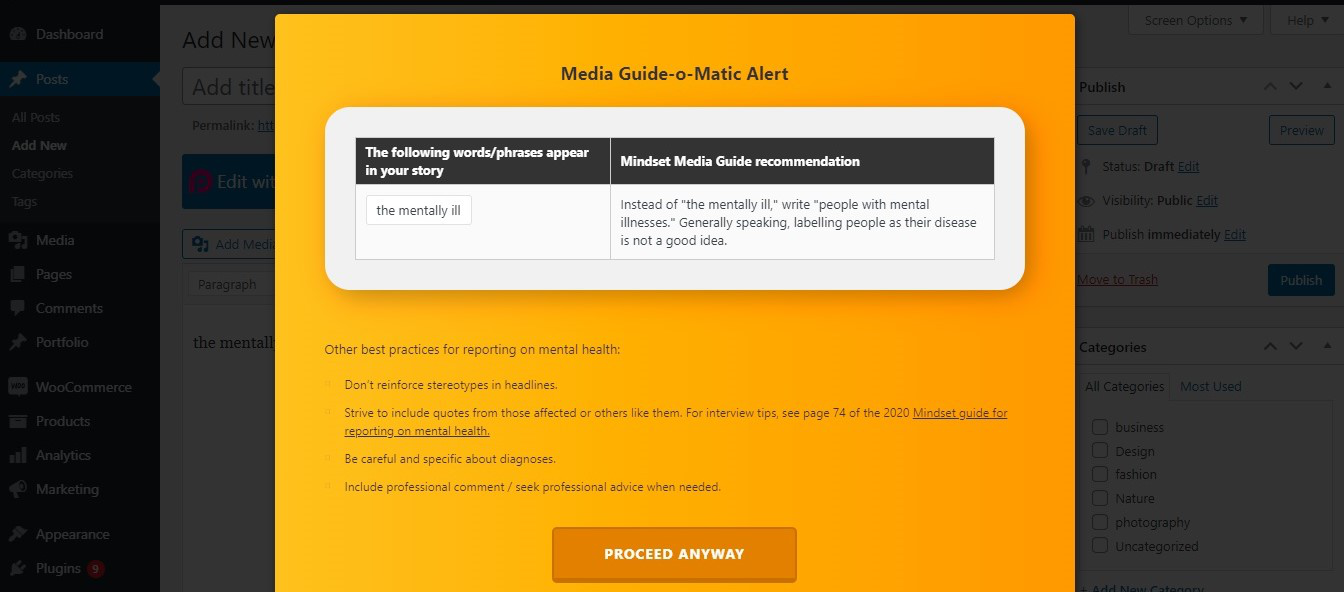 Screen Options
Help
Dashboard
Posts
All Posts
Add New
Categories
Tags
Media
Pages
Comments
Portfolio
WooCommerce
Products
Analytics
Marketing
Appearance
Plugins 9
Add New
Add title
Permalink:
Edit
Add Media
Paragraph
the mentally
Media Guide-o-Matic Alert
The following words/phrases appear
in your story
Mindset Media Guide recommendation
the mentally ill
Instead of "the mentally ill," write "people with mental
illnesses." Generally speaking, labelling people as their disease
is not a good idea.
Other best practices for reporting on mental health:
Don't reinforce stereotypes in headlines.
Strive to include quotes from those affected or others like them. For interview tips, see page 74 of the 2020 Mindset guide for
reporting on mental health.
Be careful and specific about diagnoses.
Include professional comment / seek professional advice when needed.
PROCEED ANYWAY
Publish
Save Draft
Preview
Status: Draft Edit
Visibility: Public Edit
Publish immediately Edit
Move to Trash
Publish
Categories
All Categories
Most Used
business
Design
fashion
Nature
photography
Uncategorized
+ Add New Category